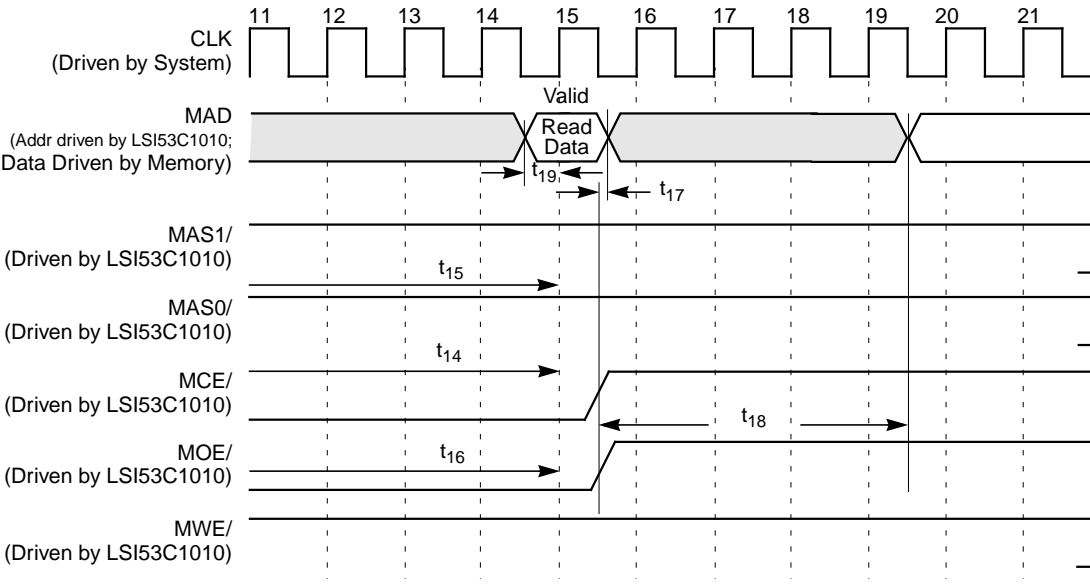 11 12 13 14 15 16 17 18 19 20 21
CLK
(Driven by System)
Valid
MAD
(Addr driven by LSI53C1010;
Data Driven by Memory)
Read
Data
t19
t17
MAS1/
(Driven by LSI53C1010)
t15
MAS0/
(Driven by LSI53C1010)
t14
MCE/
(Driven by LSI53C1010)
t18
MOE/
(Driven by LSI53C1010)
t16
MWE/
(Driven by LSI53C1010)